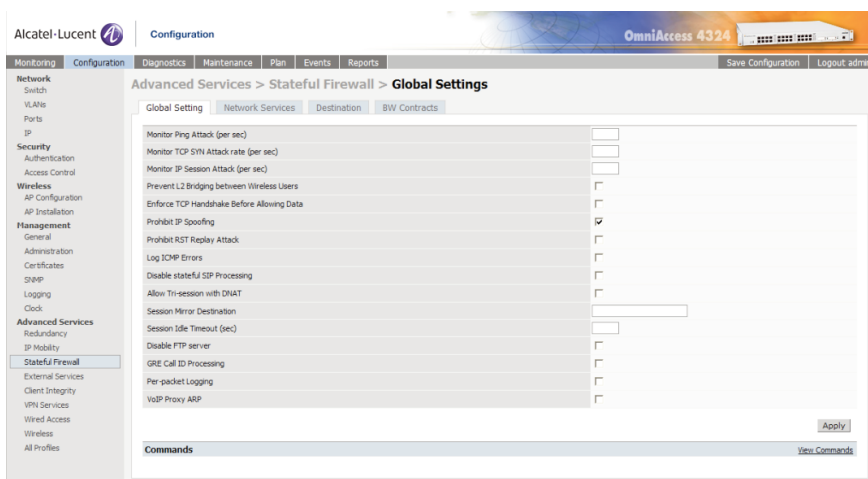 Alcatel·Lucent
Configuration
OmniAccess 4324
Monitoring Configuration Diagnostics Maintenance Plan Events Reports Save Configuration Logout admi
Network
Switch
VLANs
Ports
IP
Security
Authentication
Access Control
Wireless
AP Configuration
AP Installation
Management
General
Administration
Certificates
SNMP
Logging
Clock
Advanced Services
Redundancy
IP Mobility
Stateful Firewall
External Services
Client Integrity
VPN Services
Wired Access
Wireless
All Profiles
Advanced Services > Stateful Firewall > Global Settings
Global Setting Network Services Destination BW Contracts
Monitor Ping Attack (per sec)
Monitor TCP SYN Attack rate (per sec)
Monitor IP Session Attack (per sec)
Prevent L2 Bridging between Wireless Users
Enforce TCP Handshake Before Allowing Data
Prohibit IP Spoofing
Prohibit RST Replay Attack
Log ICMP Errors
Disable stateful SIP Processing
Allow Tri-session with DNAT
Session Mirror Destination
Session Idle Timeout (sec)
Disable FTP server
GRE Call ID Processing
Per-packet Logging
VoIP Proxy ARP
Apply
Commands View Commands